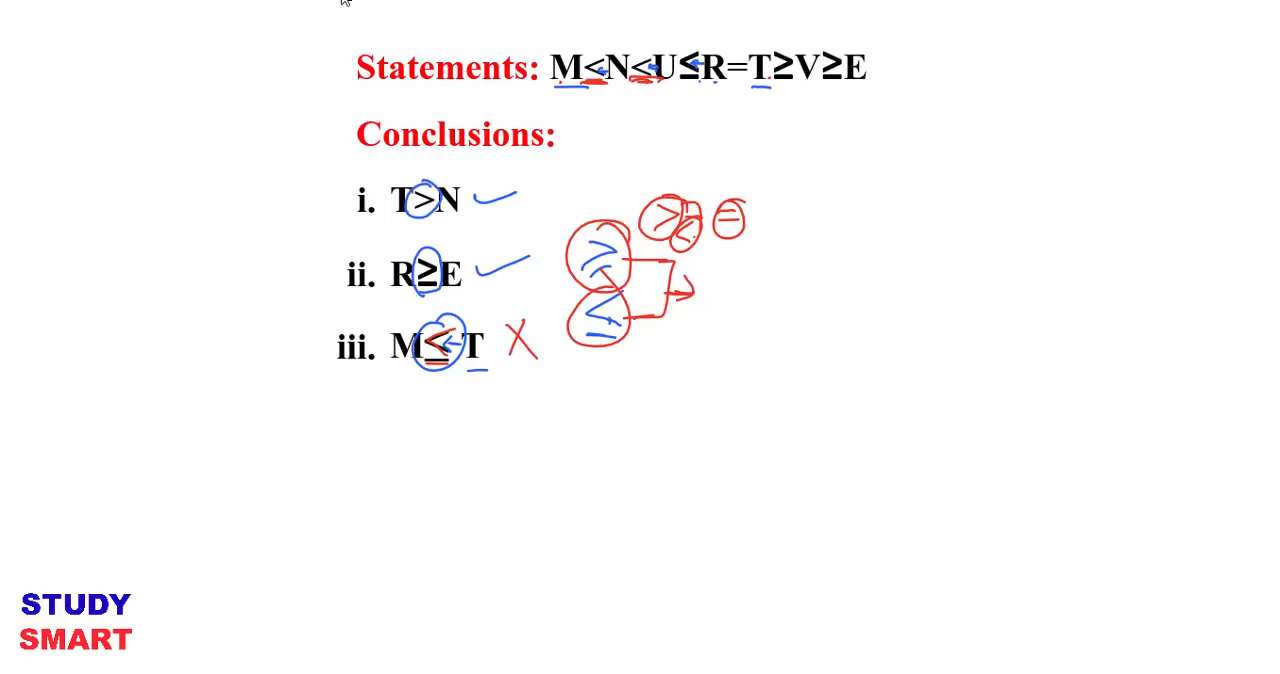 Statements: M<N<U≤R=T≥V≥E
Conclusions:
i. T>N
ii. R≥E
iii. M≤T
STUDY
SMART